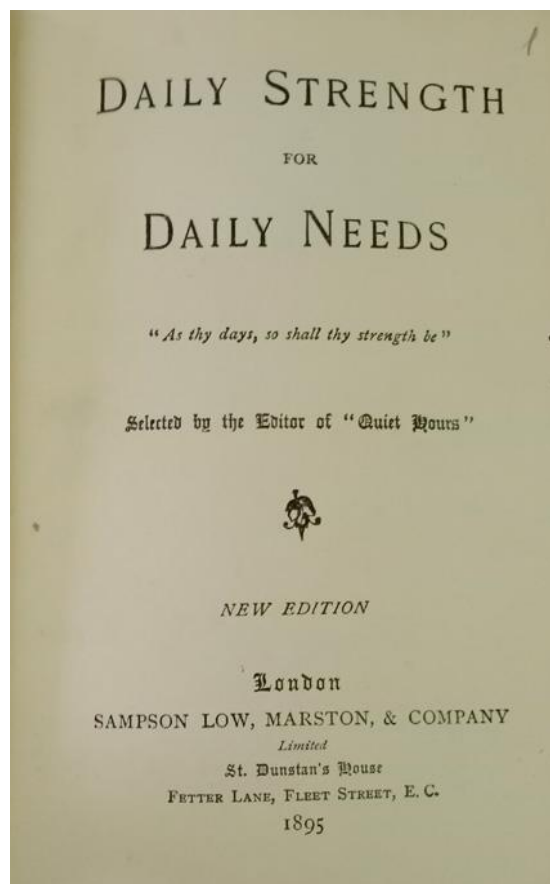 1
DAILY STRENGTH
FOR
DAILY NEEDS
"As thy days, so shall thy strength be"
Selected by the Editor of "Quiet Hours"
NEW EDITION
London
SAMPSON LOW, MARSTON, & COMPANY
Limited
St. Dunstan's House
FETTER LANE, FLEET STREET, E. C.
1895